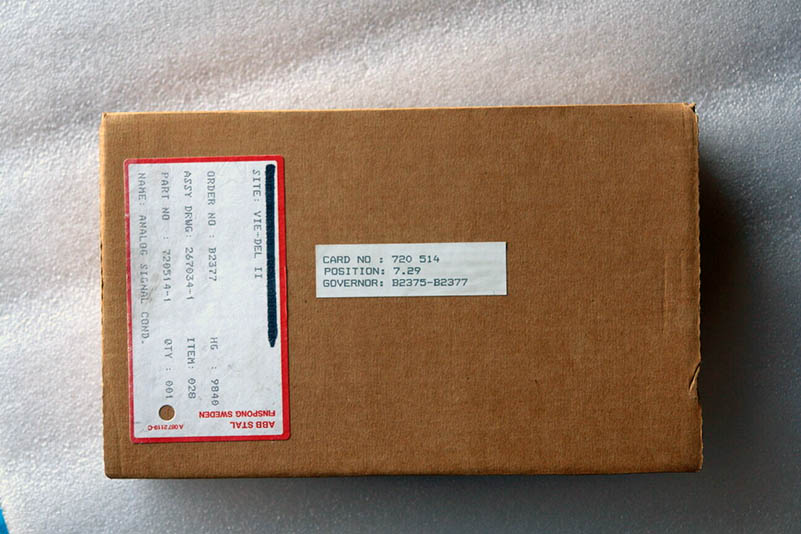 SITE: VIE-DEL II
ORDER NO : B2377 HG : 9840
ASSY DRWG: 267034-1 ITEM: 028
PART NO : 720514-1 QTY : 001
NAME: ANALOG SIGNAL COND.
ABB STAL
FINSPONG SWEDEN
A 0872119-C
CARD NO : 720 514
POSITION: 7.29
GOVERNOR: B2375-B2377